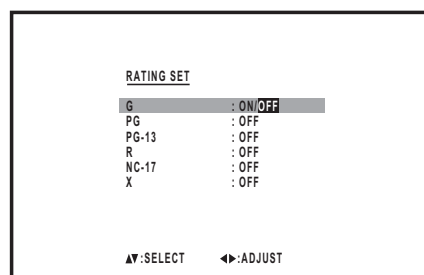 RATING SET
G : ON/OFF
PG : OFF
PG-13 : OFF
R : OFF
NC-17 : OFF
X : OFF
▲▼:SELECT ◀▶:ADJUST